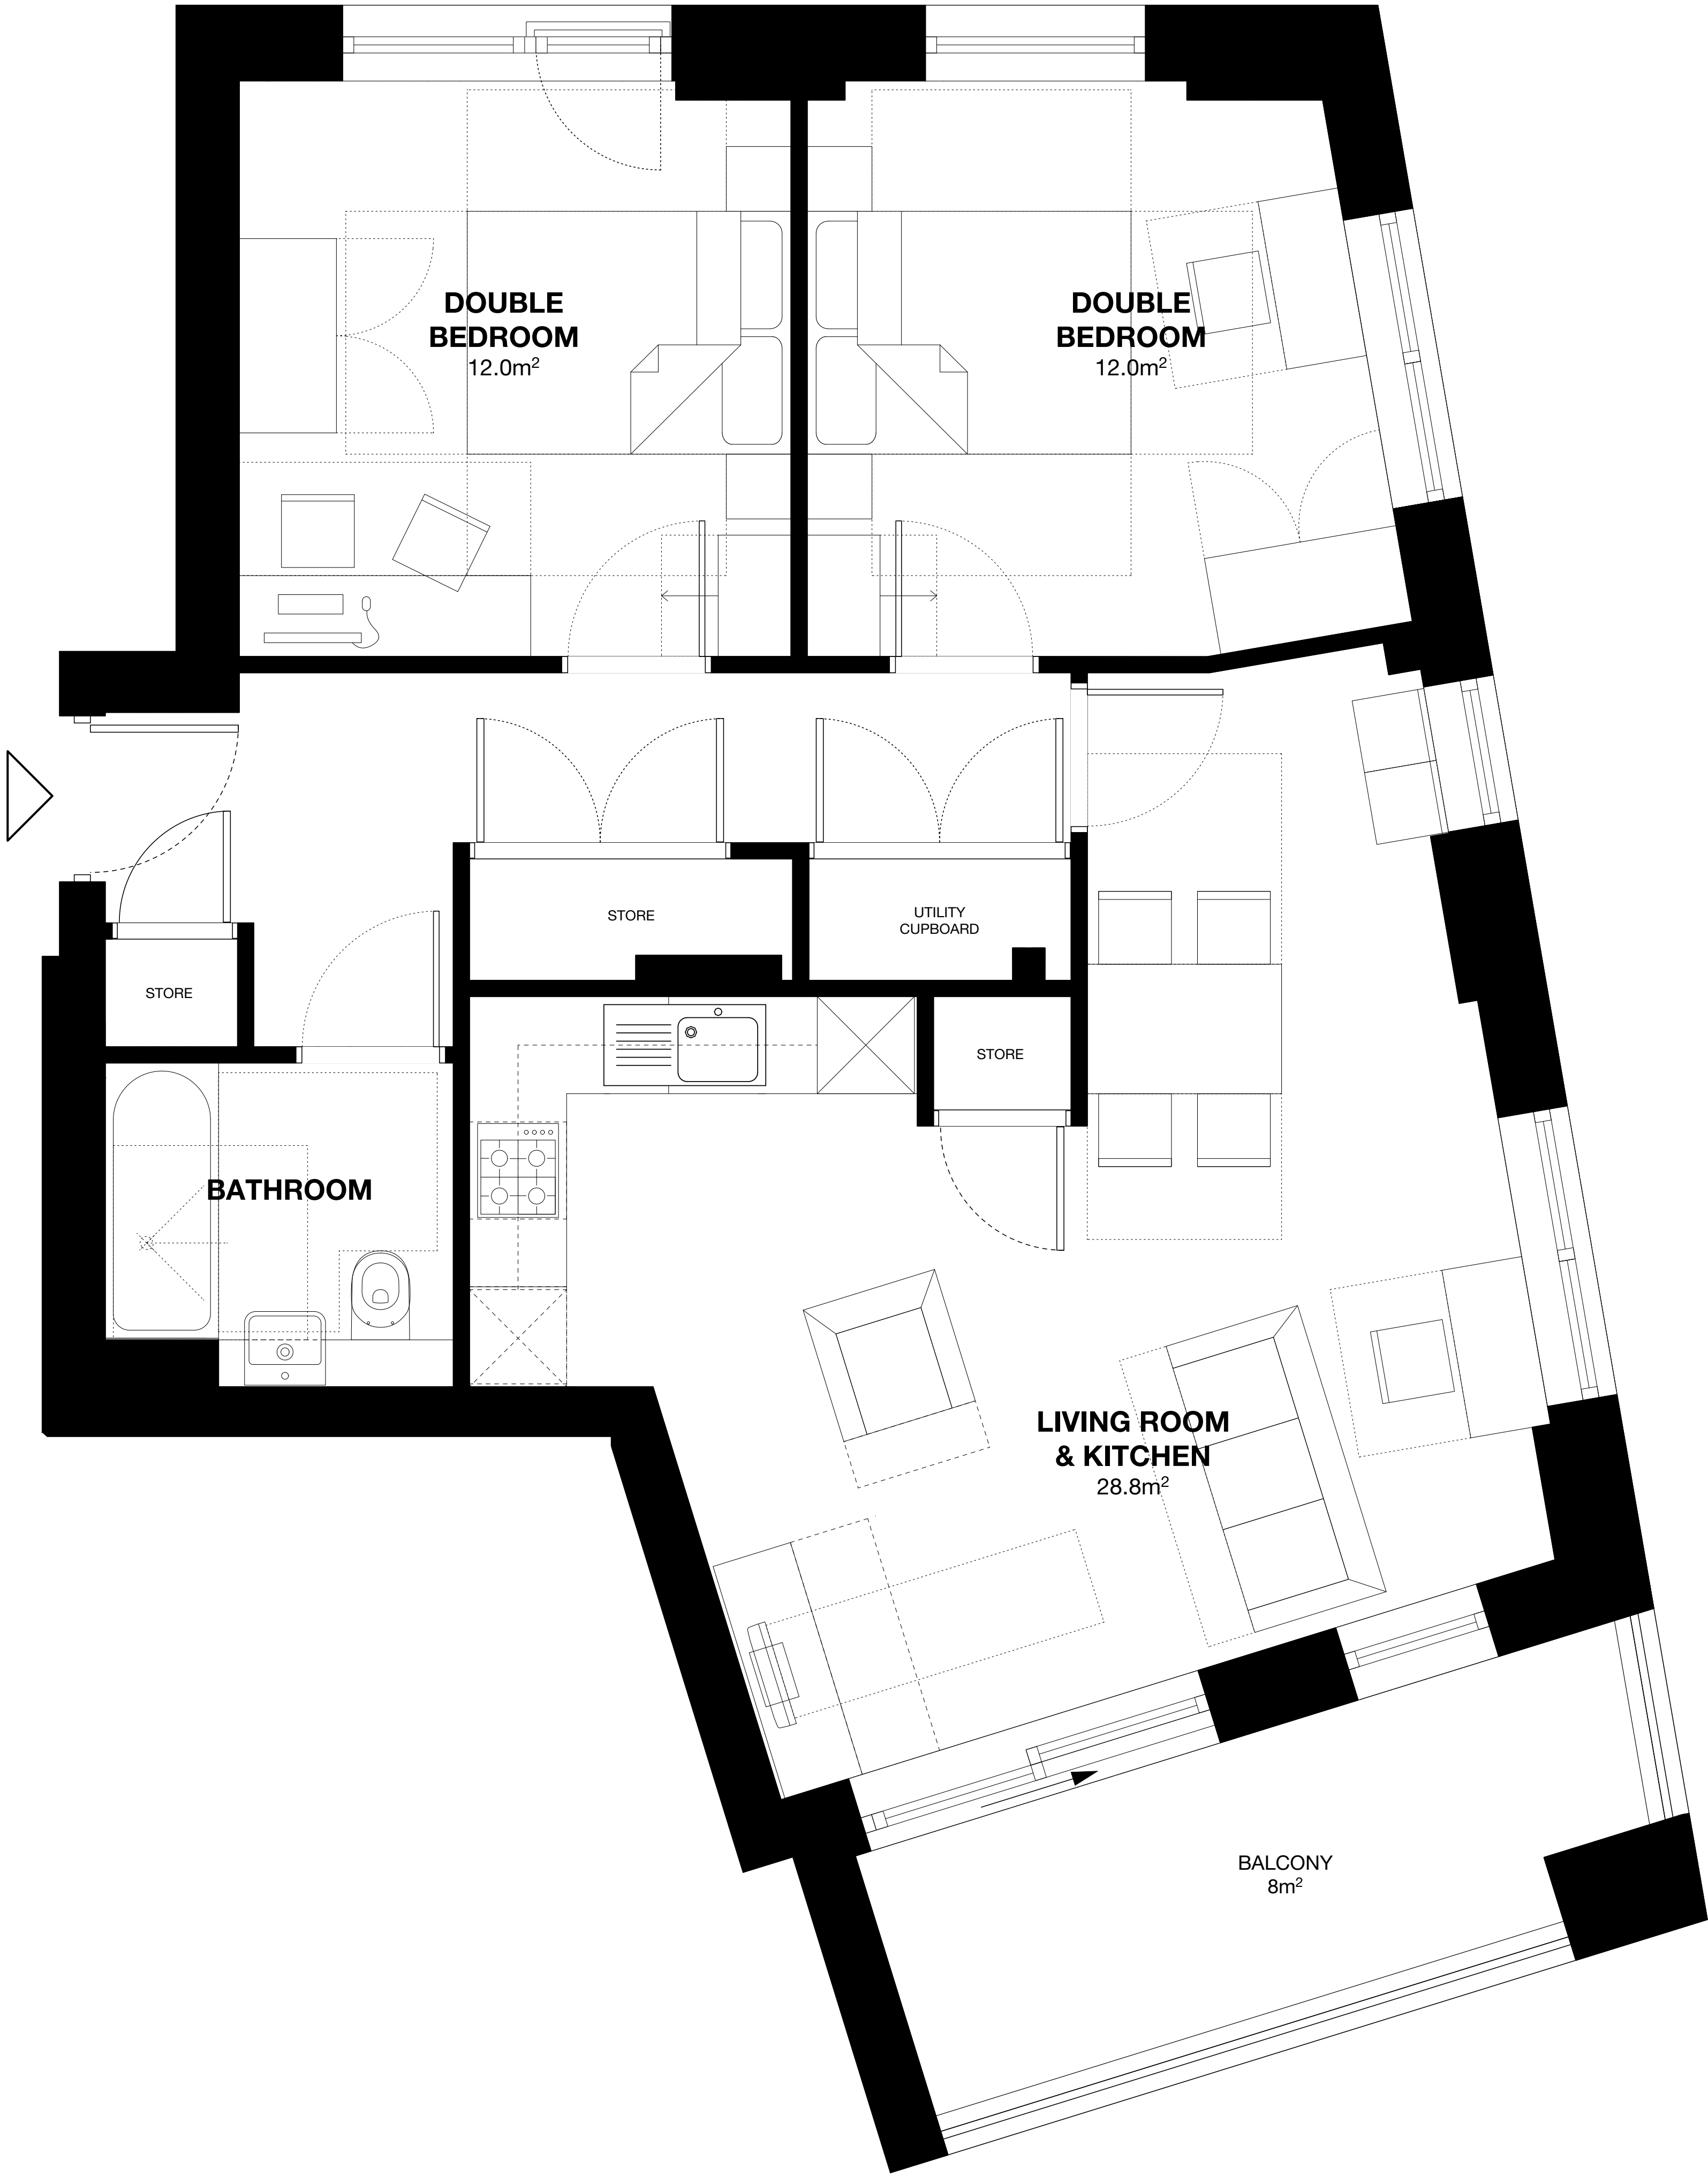 DOUBLE
BEDROOM
12.0m²
DOUBLE
BEDROOM
12.0m²
STORE
UTILITY
CUPBOARD
STORE
STORE
BATHROOM
LIVING ROOM
& KITCHEN
28.8m²
BALCONY
8m²